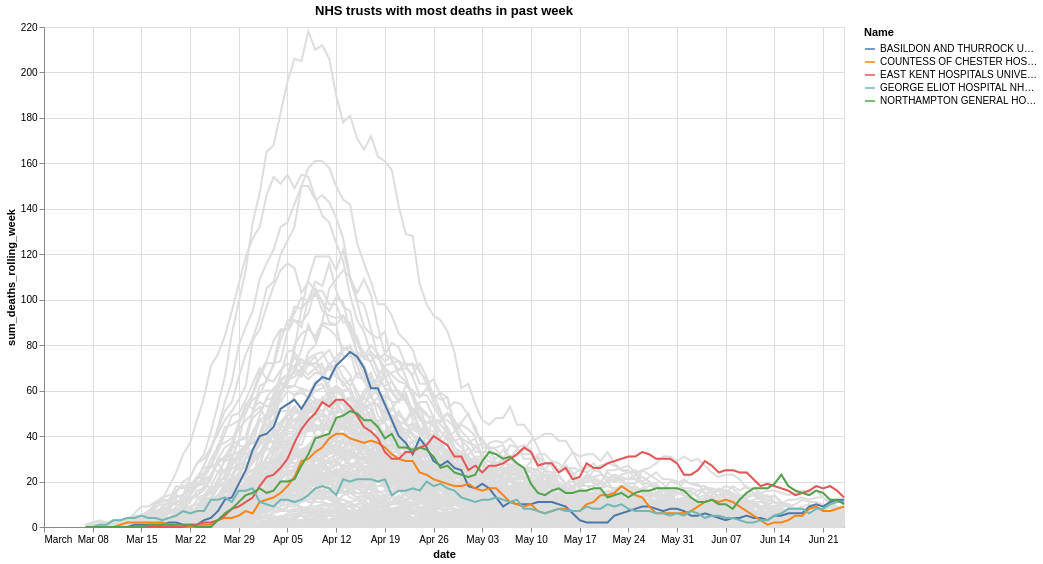 NHS trusts with most deaths in past week
220
200
180
160
140
120
100
80
60
40
20
0
sum_deaths_rolling_week
March
Mar 08
Mar 15
Mar 22
Mar 29
Apr 05
Apr 12
Apr 19
Apr 26
May 03
May 10
May 17
May 24
May 31
Jun 07
Jun 14
Jun 21
date
Name
BASILDON AND THURROCK U…
COUNTESS OF CHESTER HOS…
EAST KENT HOSPITALS UNIVE…
GEORGE ELIOT HOSPITAL NH…
NORTHAMPTON GENERAL HO…